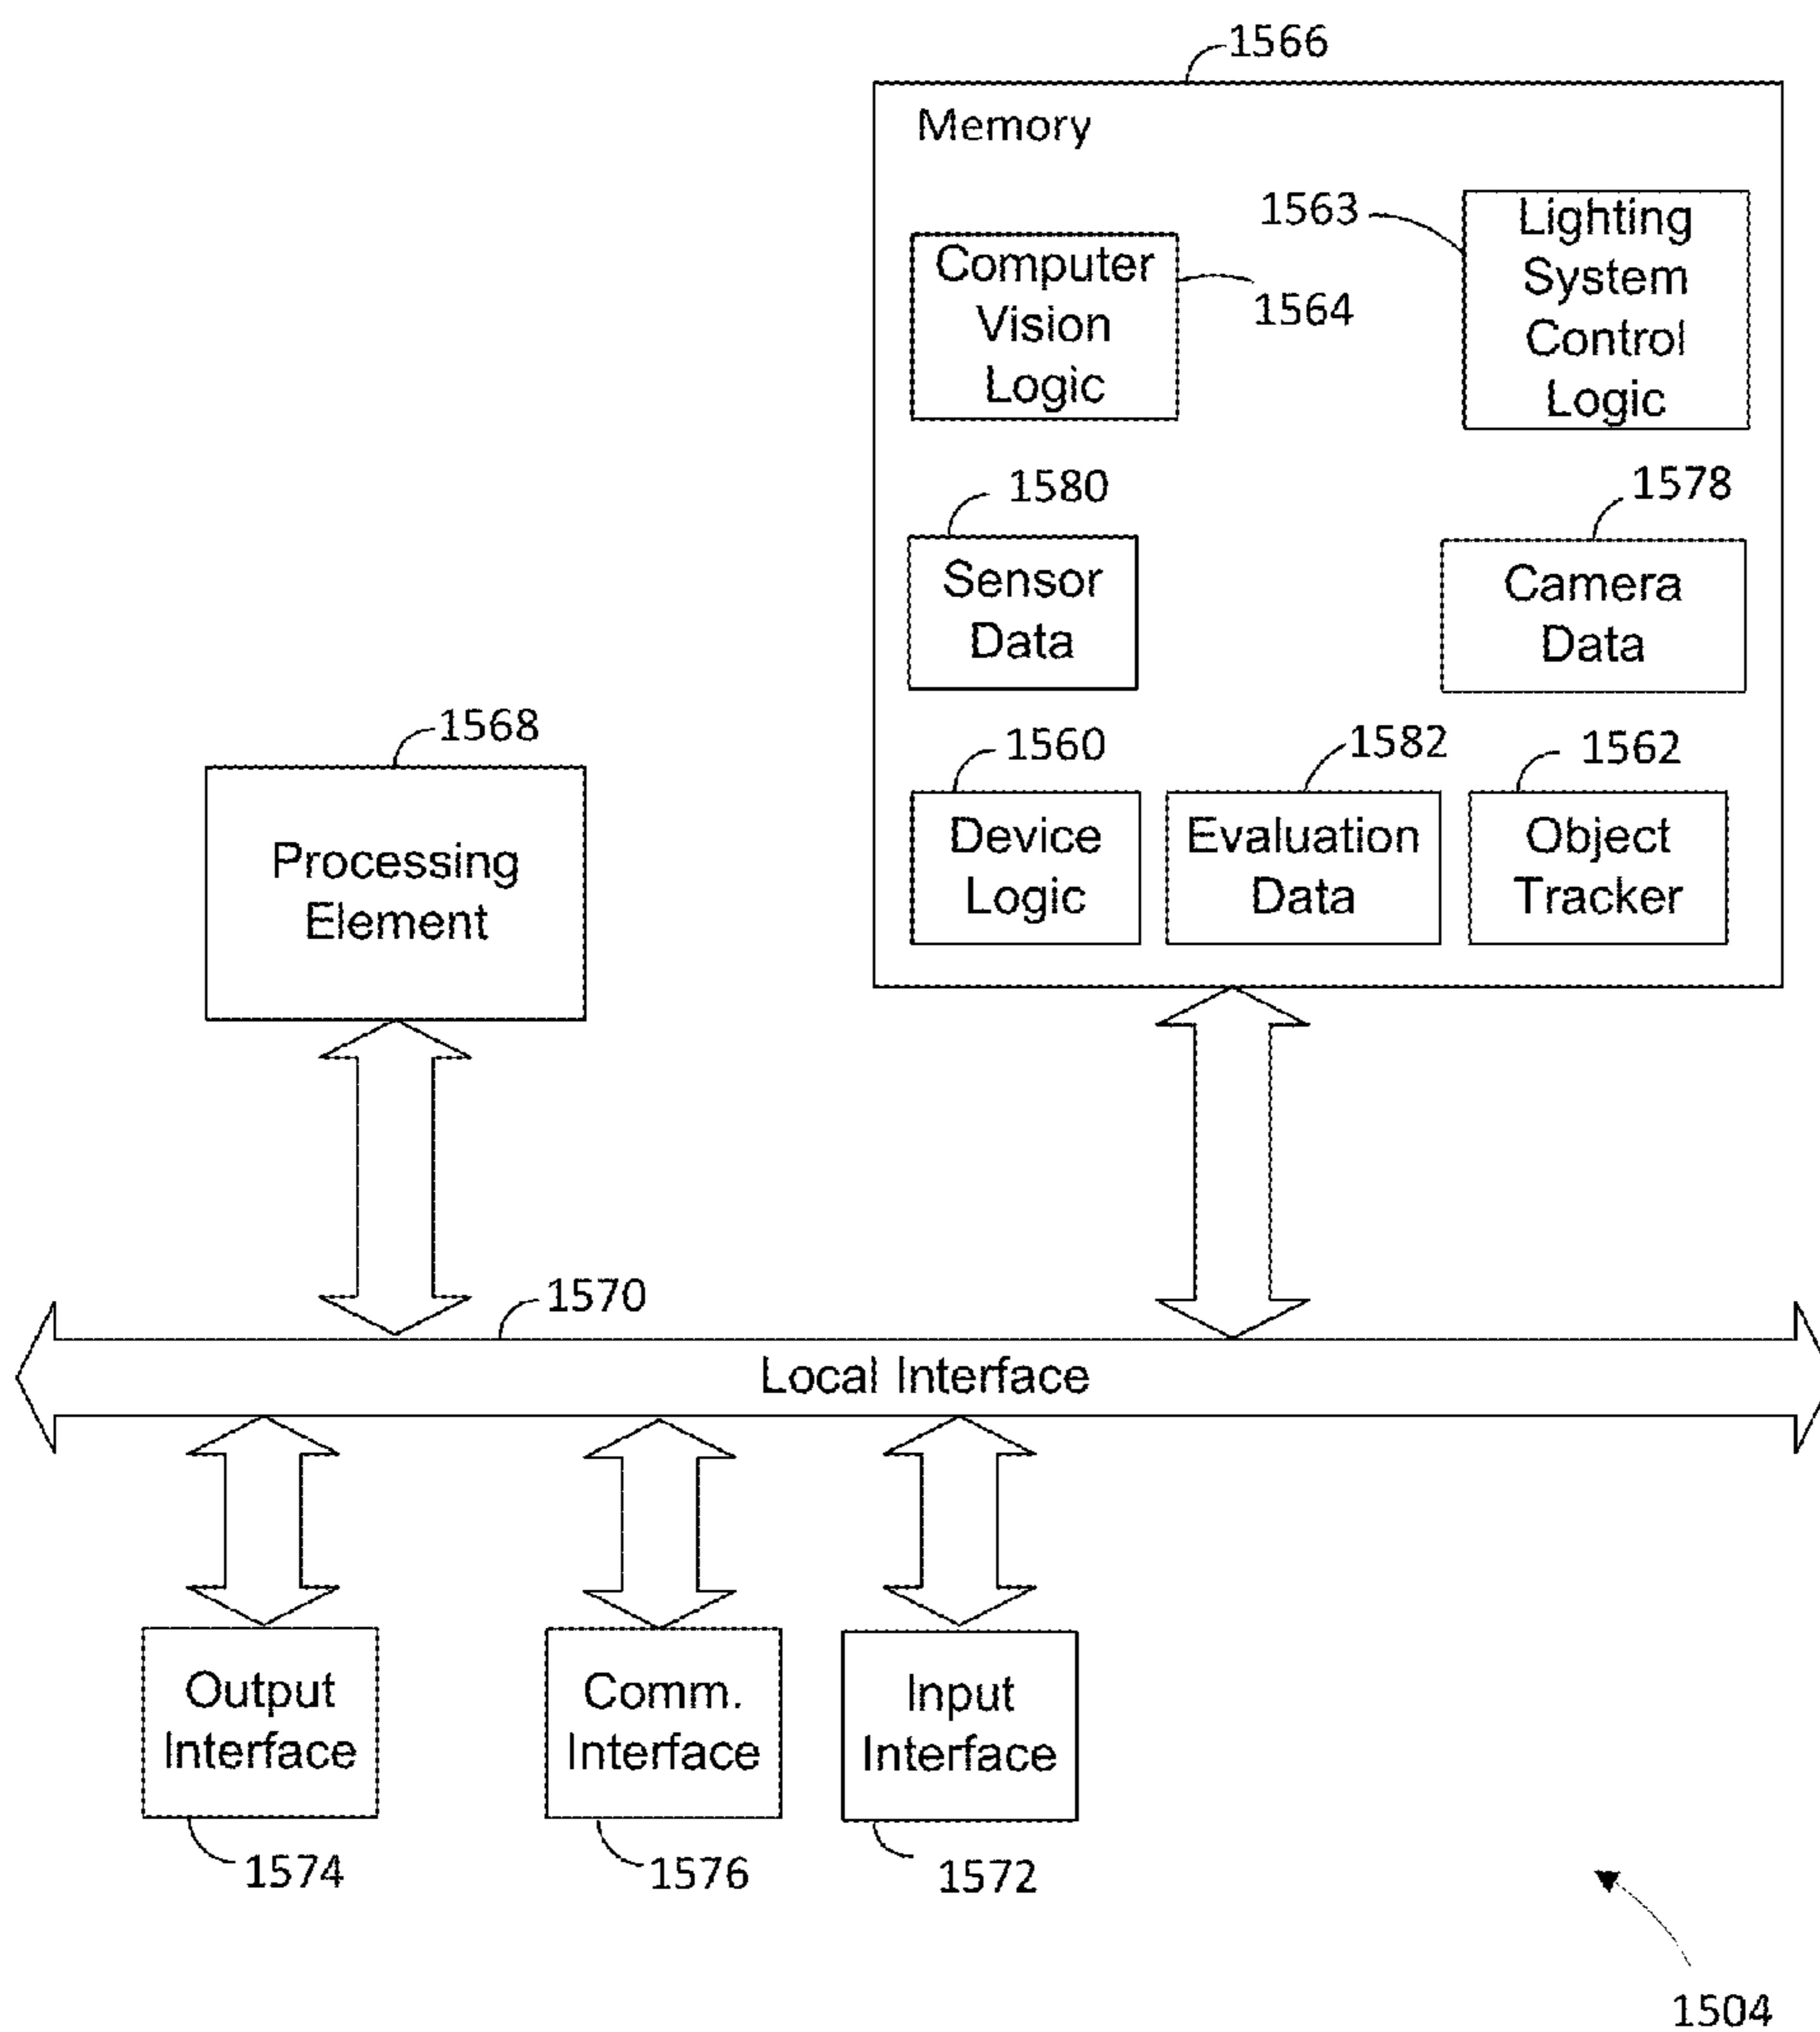 1566
Memory
1563
Lighting
System
Control
Logic
Computer
Vision
Logic
1564
1580
1578
Sensor
Data
Camera
Data
1568
1560
1582
1562
Processing
Element
Device
Logic
Evaluation
Data
Object
Tracker
1570
Local Interface
Output
Interface
Comm.
Interface
Input
Interface
1574
1576
1572
1504